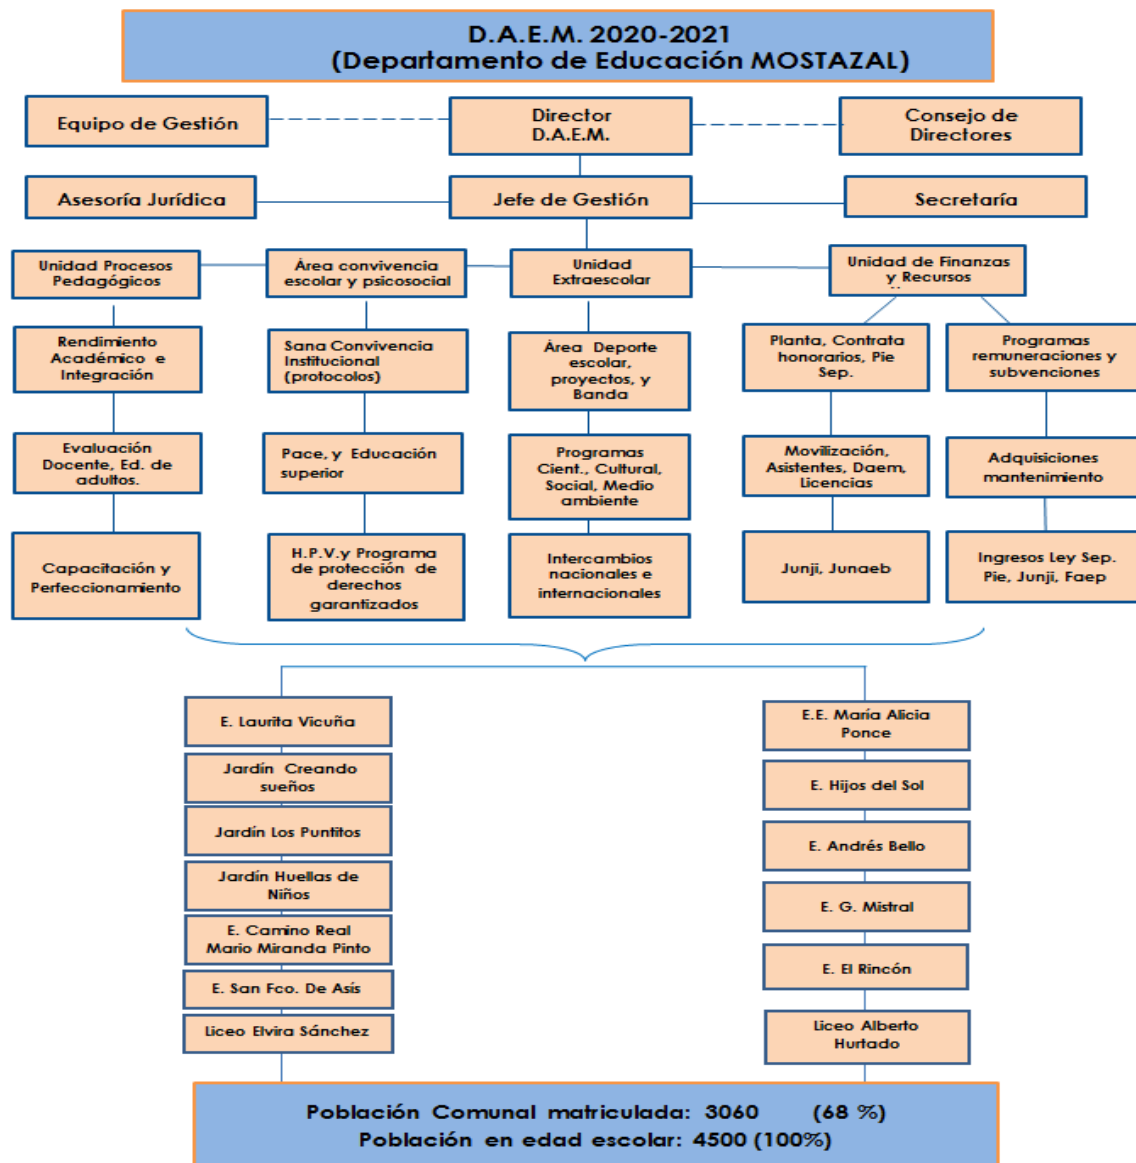 D.A.E.M. 2020-2021
(Departamento de Educación MOSTAZAL)
Equipo de Gestión
Director
D.A.E.M.
Consejo de
Directores
Asesoría Jurídica
Jefe de Gestión
Secretaría
Unidad Procesos
Pedagógicos
Área convivencia
escolar y psicosocial
Unidad
Extraescolar
Unidad de Finanzas
y Recursos
Rendimiento
Académico e
Integración
Sana Convivencia
Institucional
(protocolos)
Área Deporte
escolar,
proyectos, y
Banda
Planta, Contrata
honorarios, Pie
Sep.
Programas
remuneraciones y
subvenciones
Evaluación
Docente, Ed. de
adultos.
Pace, y Educación
superior
Programas
Cient., Cultural,
Social, Medio
ambiente
Movilización,
Asistentes, Daem,
Licencias
Adquisiciones
mantenimiento
Capacitación y
Perfeccionamiento
H.P.V.y Programa
de protección de
derechos
garantizados
Intercambios
nacionales e
internacionales
Junji, Junaeb
Ingresos Ley Sep.
Pie, Junji, Faep
E. Laurita Vicuña
Jardín Creando
sueños
Jardín Los Puntitos
Jardín Huellas de
Niños
E. Camino Real
Mario Miranda Pinto
E. San Fco. De Asís
Liceo Elvira Sánchez
E.E. María Alicia
Ponce
E. Hijos del Sol
E. Andrés Bello
E. G. Mistral
E. El Rincón
Liceo Alberto
Hurtado
Población Comunal matriculada: 3060 (68 %)
Población en edad escolar: 4500 (100%)